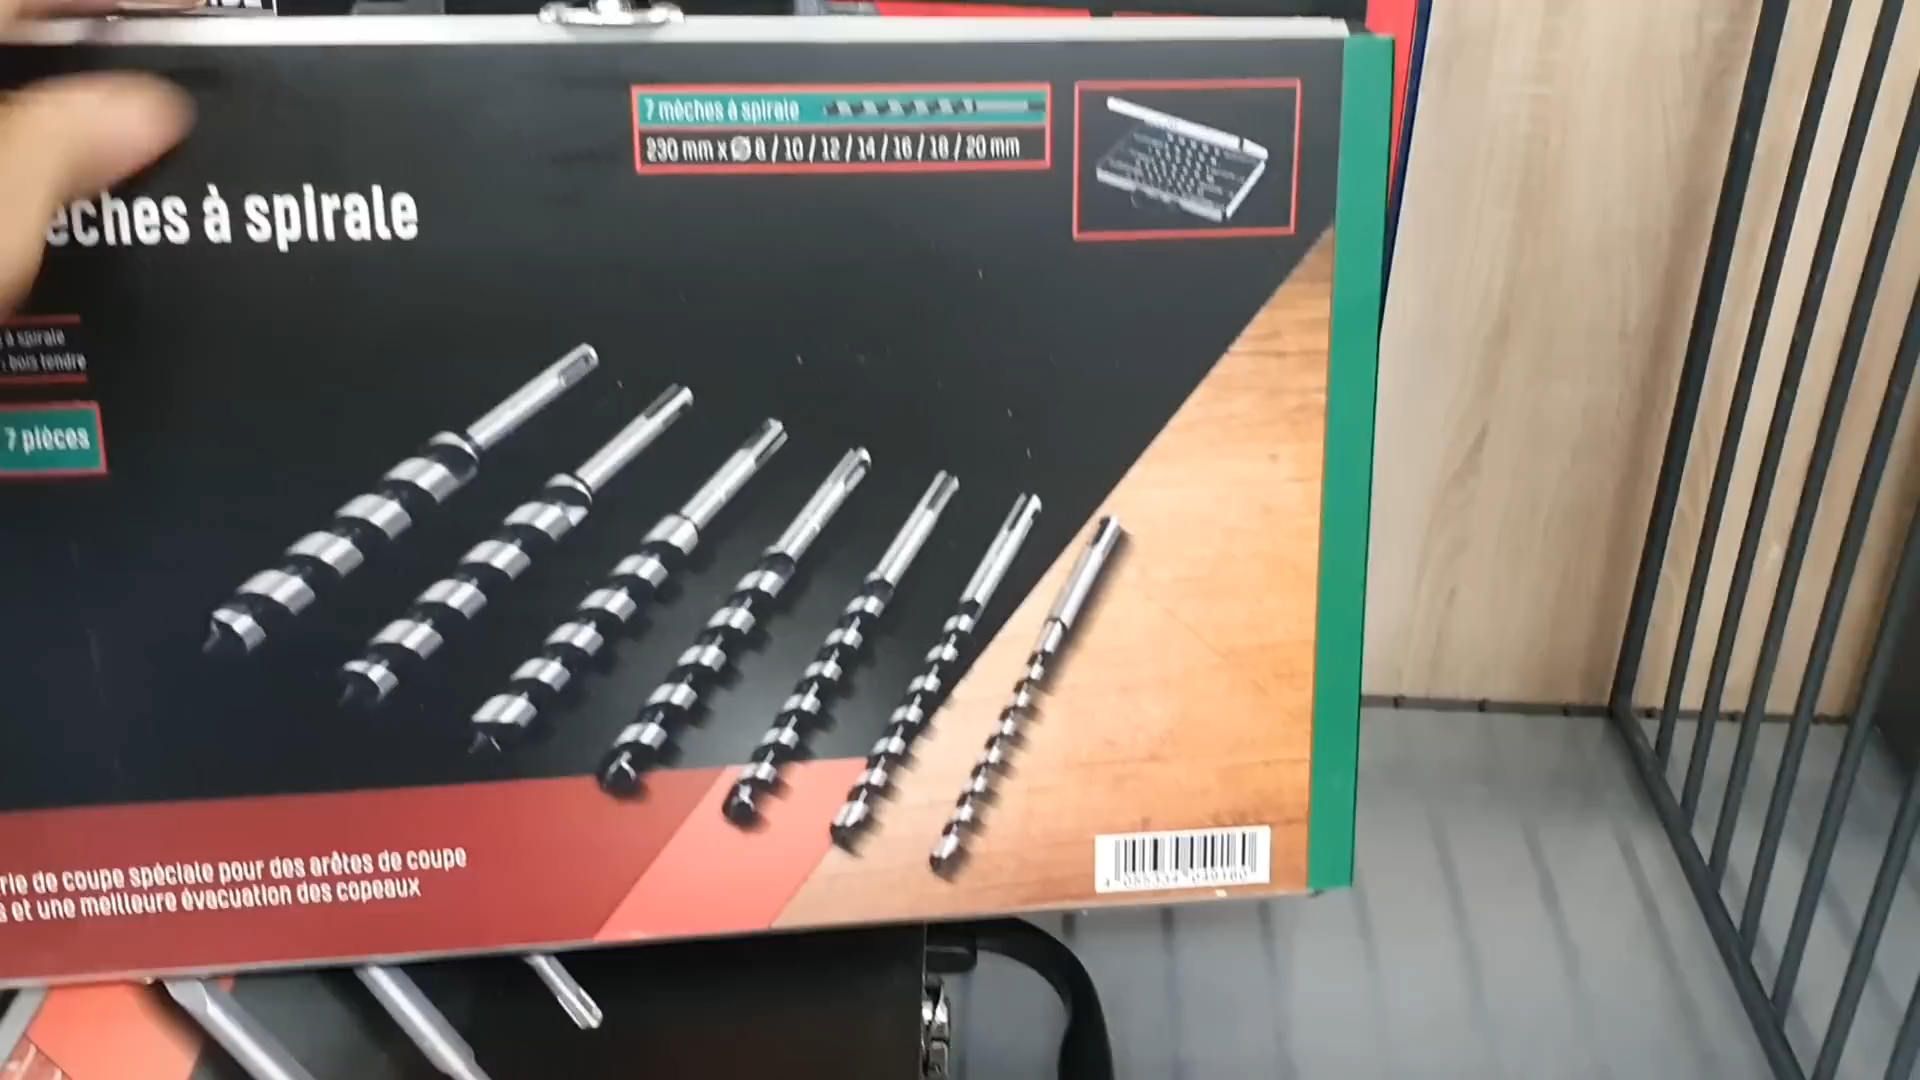 7 mèches à spirale
230 mm x Ø 8 / 10 / 12 / 14 / 16 / 18 / 20 mm
èches à spirale
à spirale
bois tendre
7 pièces
rie de coupe spéciale pour des arêtes de coupe
s et une meilleure évacuation des copeaux